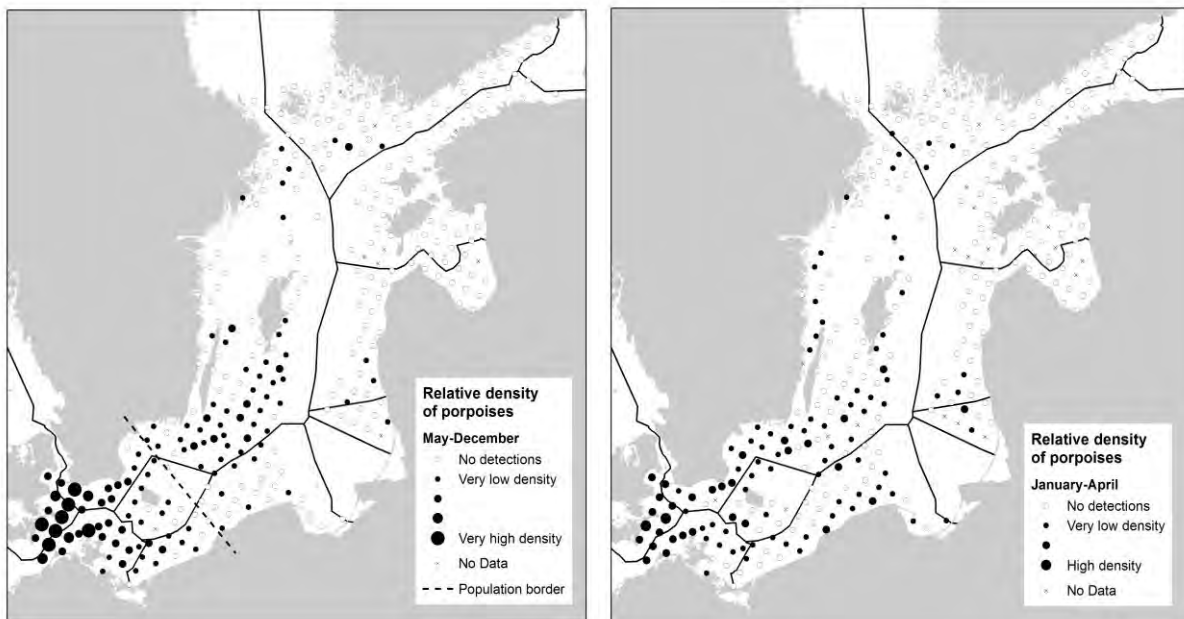 Relative density
of porpoises
May-December
No detections
Very low density
Very high density
No Data
Population border
Relative density
of porpoises
January-April
No detections
Very low density
High density
No Data